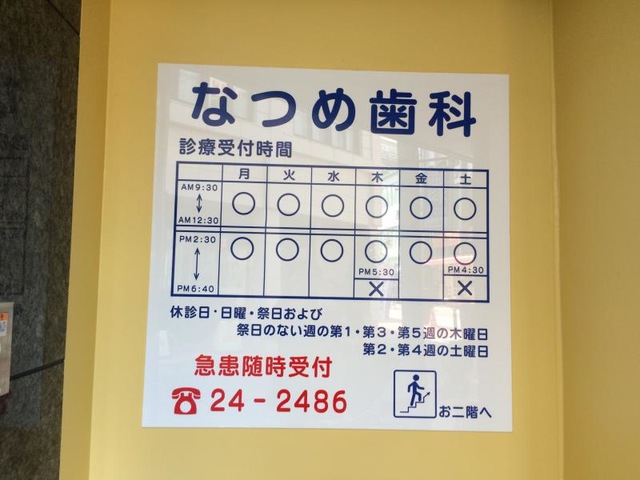 なつめ歯科
診療受付時間
月 火 水 木 金 土
AM9:30 ↕ AM12:30 ○ ○ ○ ○ ○ ○
PM2:30 ↕ PM6:40 ○ ○ ○ ○ ○ ○
PM5:30 PM4:30
× ×
休診日・日曜・祭日および
祭日のない週の第1・第3・第5週の木曜日
第2・第4週の土曜日
急患随時受付
☎24-2486
お二階へ